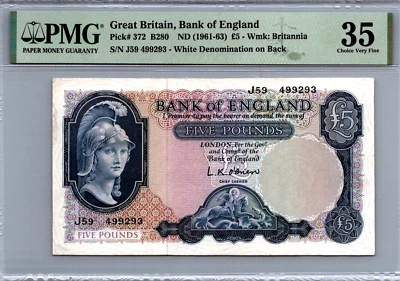 PMG
PAPER MONEY GUARANTY
Great Britain, Bank of England
Pick# 372 B280 ND (1961-63) £5 - Wmk: Britannia
S/N J59 499293 - White Denomination on Back
35
Choice Very Fine
J59 499293
BANK OF ENGLAND
Promise to pay the bearer on demand the sum of
FIVE POUNDS
£5
LONDON, For the Govr
and Compa of the
Bank of England
L.K. O'Brien
CHIEF CASHIER
J59 499293
FIVE POUNDS
£5